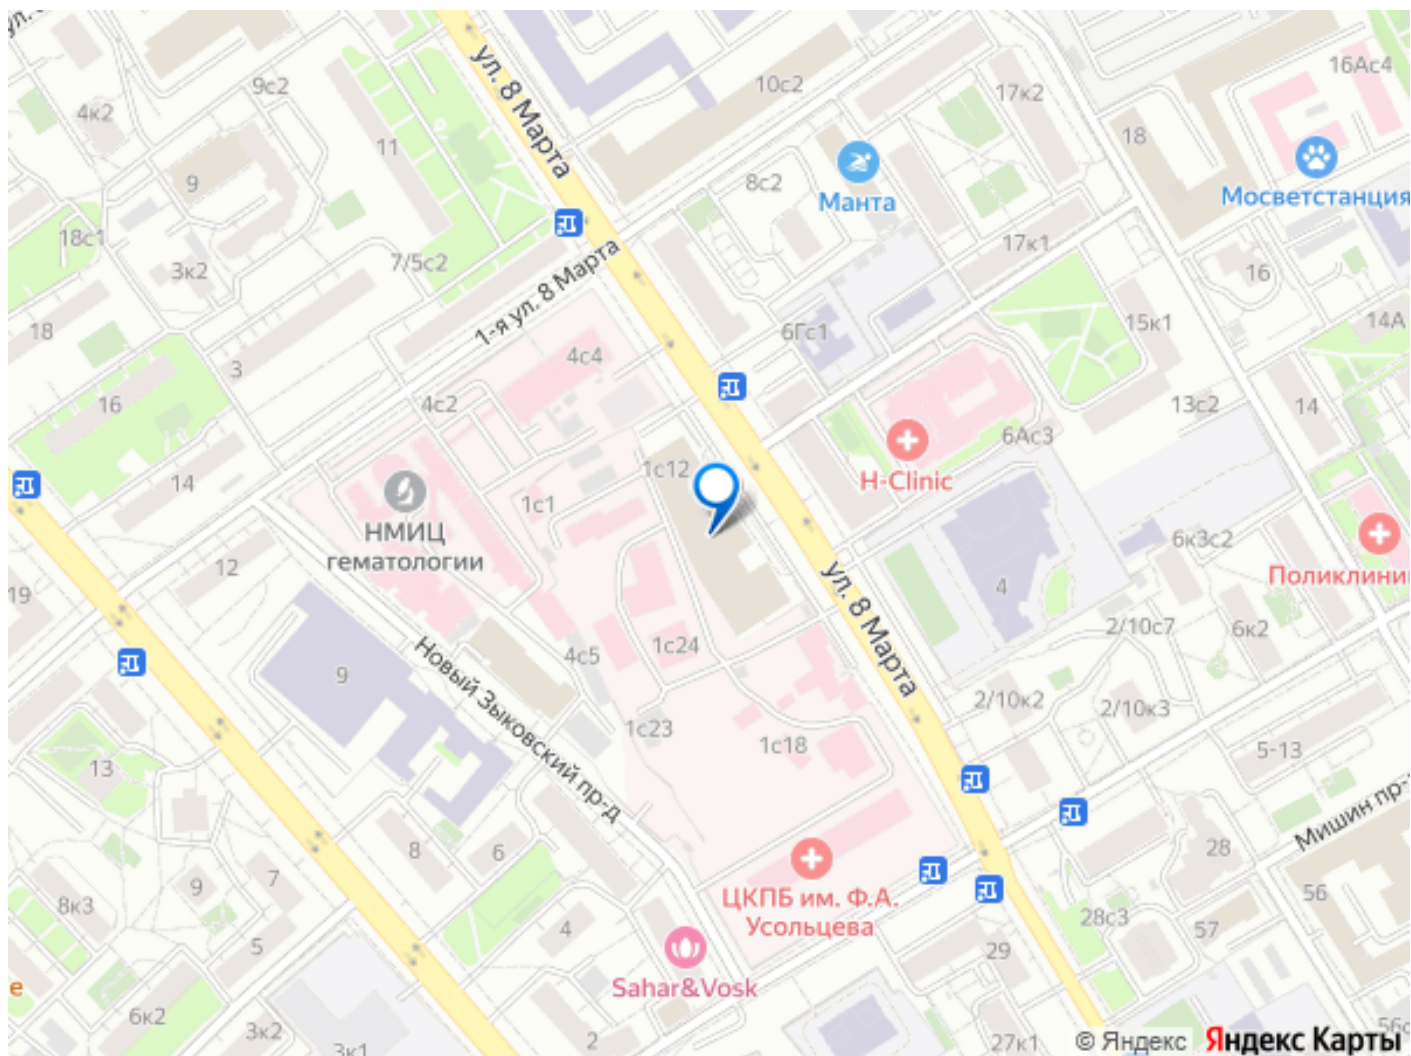 9с2
4к2
ул. 8 Марта
10с2
17к2
16Ас4
18
11
9
8с2
Манта
Мосветстанция
18с1
3к2
7/5с2
17к1
16
1-я ул. 8 Марта
18
3
6Гс1
15к1
14А
4с4
16
4с2
13с2
14
6Ас3
H-Clinic
14
1с12
1с1
НМИЦ
гематологии
6к3с2
Поликлини
12
19
ул. 8 Марта
4
2/10с7
6к2
4с5
1с24
Новый Зыковский пр-д
9
2/10к2
2/10к3
1с23
1с18
5-13
13
Мишин пр-
8
6
28
ЦКПБ им. Ф.А.
Усольцева
9
7
8к3
56
28с3
57
4
5
29
Sahar&Vosk
е
6к2
3к2
3к1
2
27к1
56с
© Яндекс Яндекс Карты